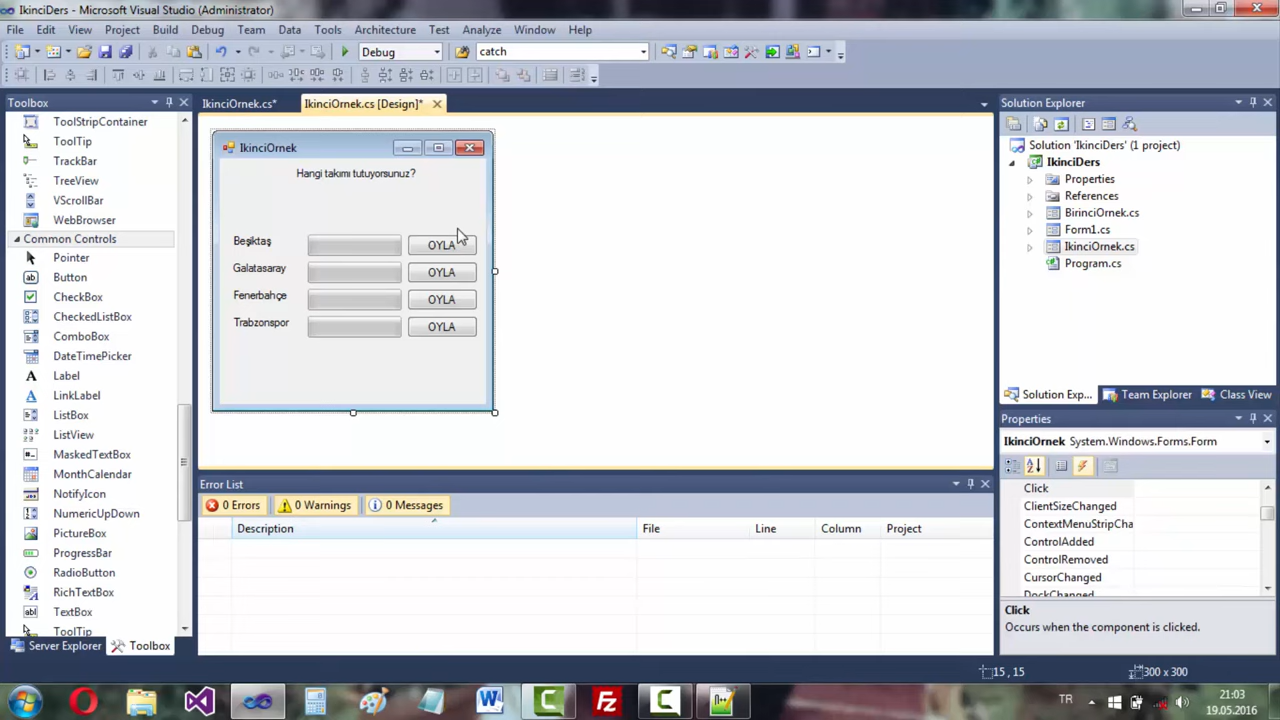 IkinciDers - Microsoft Visual Studio (Administrator)
File Edit View Project Build Debug Team Data Tools Architecture Test Analyze Window Help
Debug catch
Toolbox
IkinciOrnek.cs* IkinciOrnek.cs [Design]*
Solution Explorer
ToolStripContainer
ToolTip
TrackBar
TreeView
VScrollBar
WebBrowser
Common Controls
Pointer
Button
CheckBox
CheckedListBox
ComboBox
DateTimePicker
Label
LinkLabel
ListBox
ListView
MaskedTextBox
MonthCalendar
NotifyIcon
NumericUpDown
PictureBox
ProgressBar
RadioButton
RichTextBox
TextBox
ToolTip
Server Explorer Toolbox
IkinciOrnek
Hangi takımı tutuyorsunuz?
Beşiktaş OYLA
Galatasaray OYLA
Fenerbahçe OYLA
Trabzonspor OYLA
Error List
0 Errors 0 Warnings 0 Messages
Description File Line Column Project
Solution 'IkinciDers' (1 project)
IkinciDers
Properties
References
BirinciOrnek.cs
Form1.cs
IkinciOrnek.cs
Program.cs
Solution Exp... Team Explorer Class View
Properties
IkinciOrnek System.Windows.Forms.Form
Click
ClientSizeChanged
ContextMenuStripCha
ControlAdded
ControlRemoved
CursorChanged
DockChanged
Click
Occurs when the component is clicked.
15 , 15 300 x 300
TR
21:03
19.05.2016